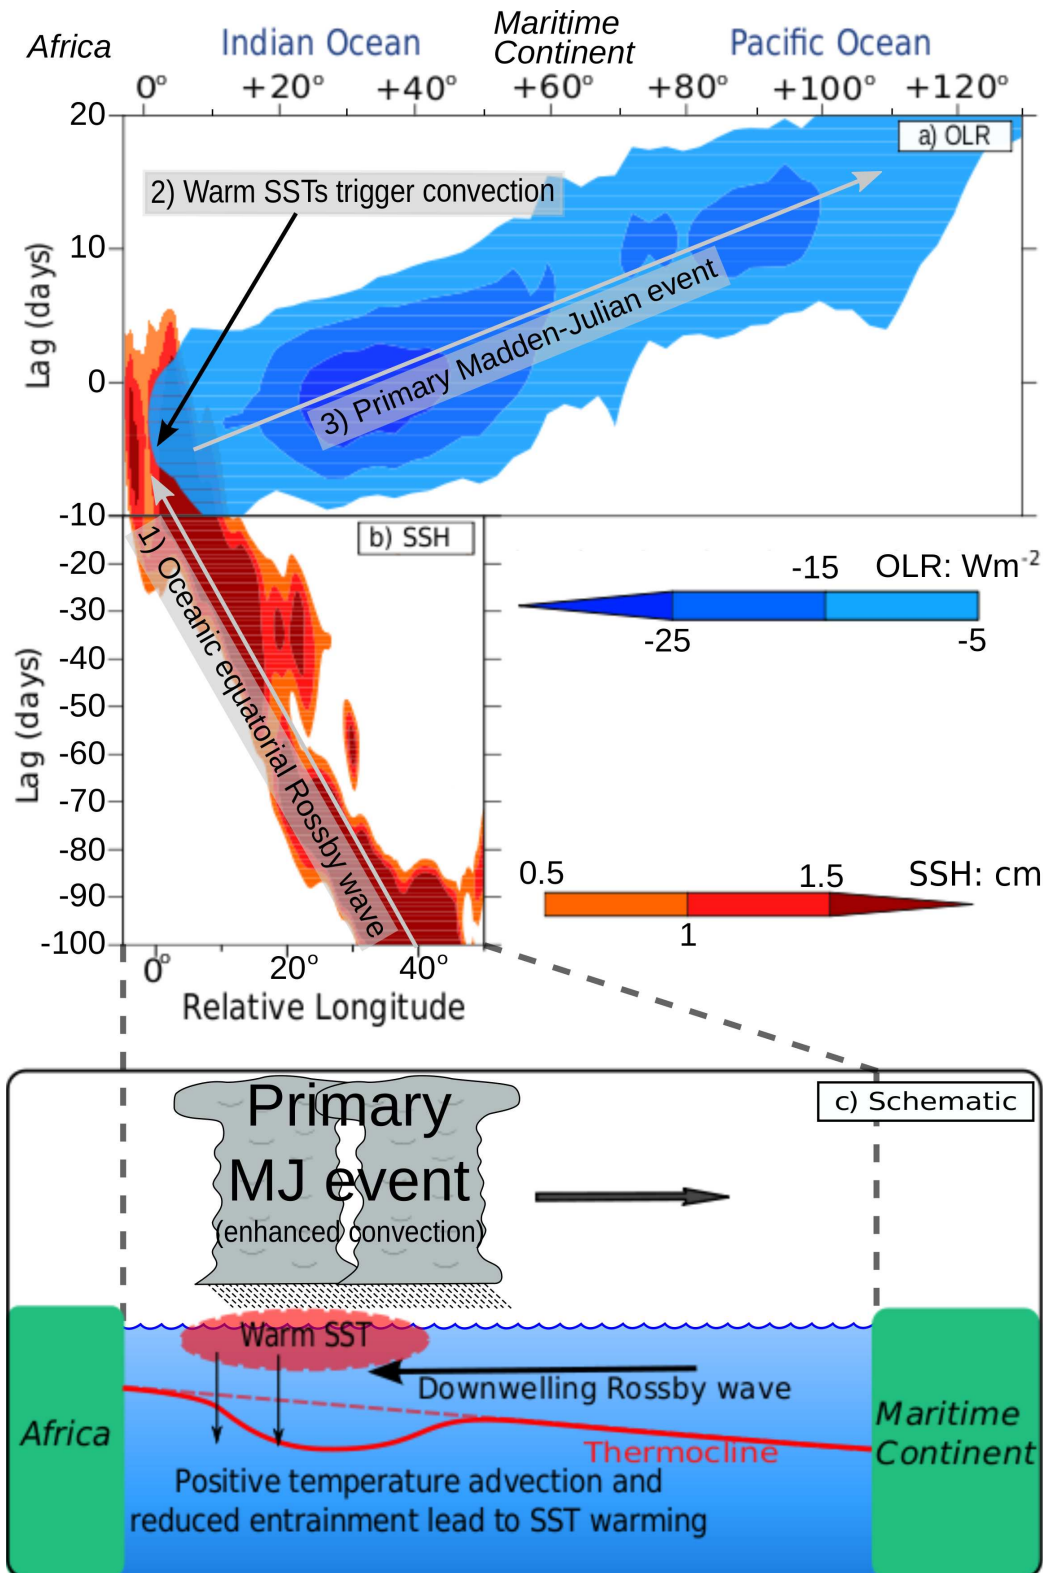 Africa
Indian Ocean
Maritime
Continent
Pacific Ocean
0° +20° +40° +60° +80° +100° +120°
20
a) OLR
2) Warm SSTs trigger convection
10
Lag (days)
3) Primary Madden-Julian event
0
-10
b) SSH
1) Oceanic equatorial Rossby wave
-20
-30
-40
-50
Lag (days)
-60
-70
-80
-90
-100
0° 20° 40°
Relative Longitude
-15 OLR: Wm-2
-25 -5
0.5 1.5 SSH: cm
1
c) Schematic
Primary
MJ event
(enhanced convection)
Warm SST
Downwelling Rossby wave
Africa
Maritime
Continent
Thermocline
Positive temperature advection and
reduced entrainment lead to SST warming